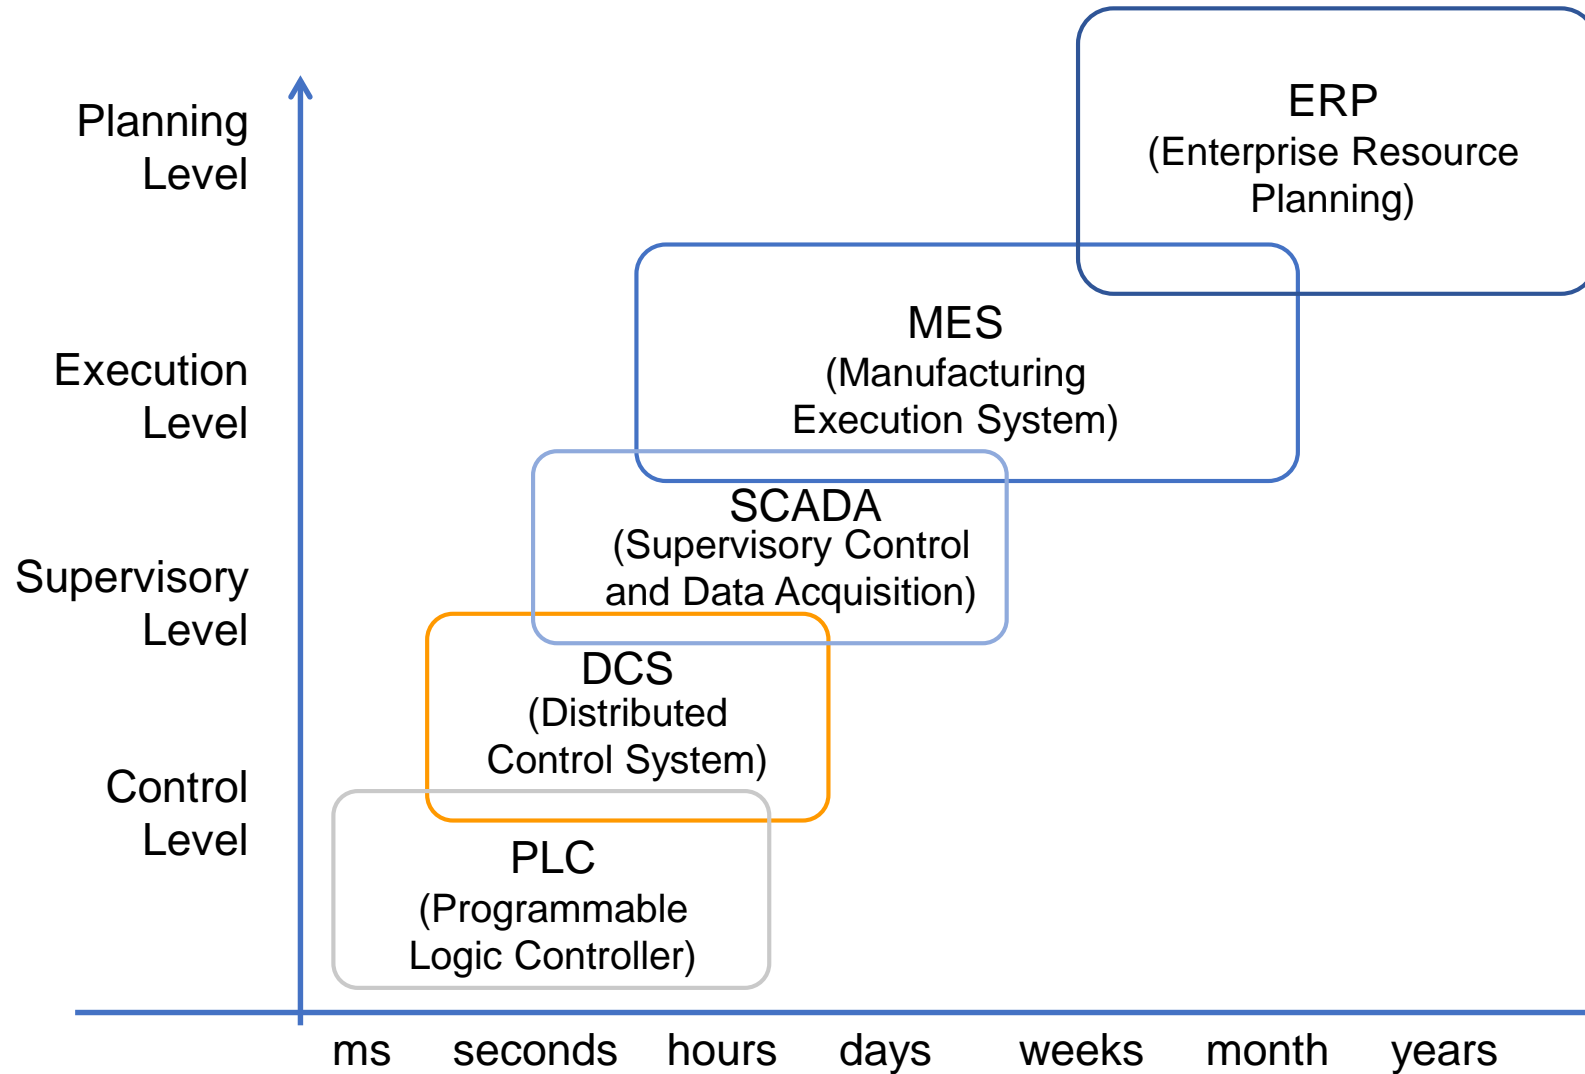 Planning
Level
ERP
(Enterprise Resource
Planning)
Execution
Level
MES
(Manufacturing
Execution System)
Supervisory
Level
SCADA
(Supervisory Control
and Data Acquisition)
DCS
(Distributed
Control System)
Control
Level
PLC
(Programmable
Logic Controller)
ms seconds hours days weeks month years